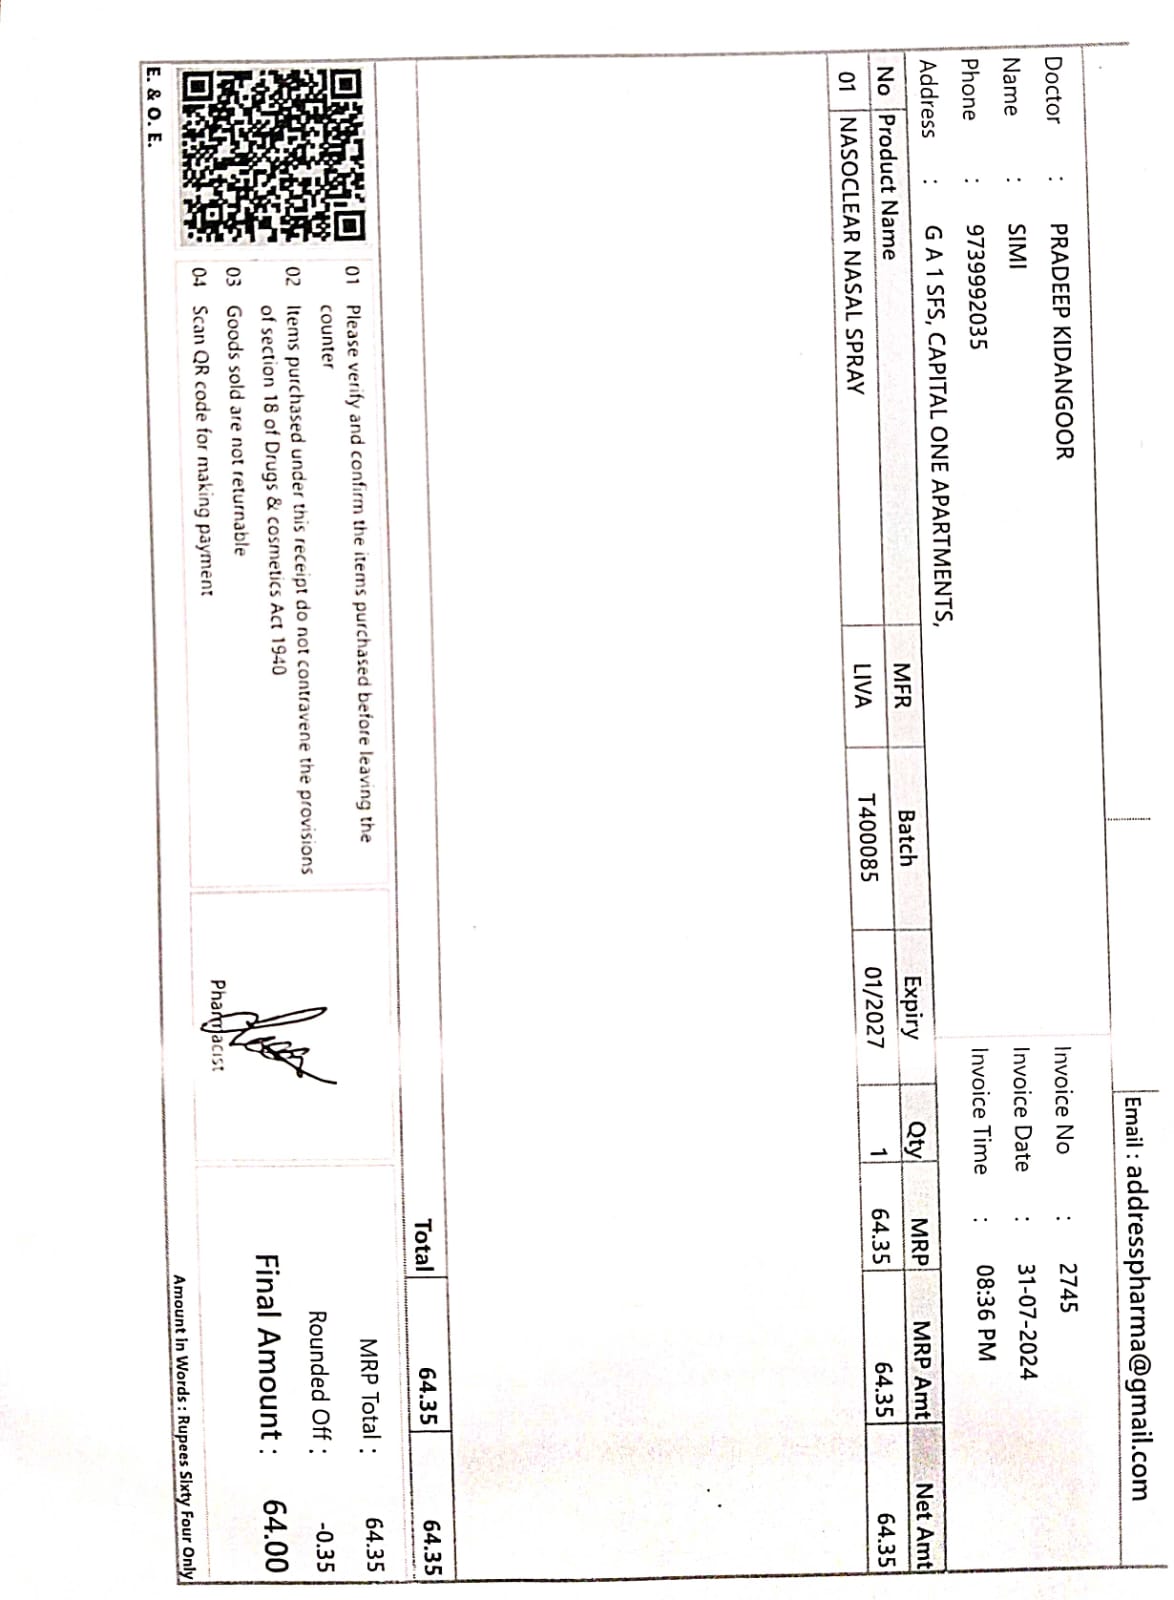 Email : addresspharma@gmail.com
Doctor : PRADEEP KIDANGOOR
Name : SIMI
Phone : 9739992035
Address : G A 1 SFS, CAPITAL ONE APARTMENTS,
Invoice No : 2745
Invoice Date : 31-07-2024
Invoice Time : 08:36 PM
No Product Name MFR Batch Expiry Qty MRP MRP Amt Net Amt
01 NASOCLEAR NASAL SPRAY LIVA T400085 01/2027 1 64.35 64.35 64.35
Total 64.35 64.35
01 Please verify and confirm the items purchased before leaving the
counter
02 Items purchased under this receipt do not contravene the provisions
of section 18 of Drugs & cosmetics Act 1940
03 Goods sold are not returnable
04 Scan QR code for making payment
Pharmacist
MRP Total : 64.35
Rounded Off : -0.35
Final Amount : 64.00
Amount in Words : Rupees Sixty Four Only
E. & O. E.